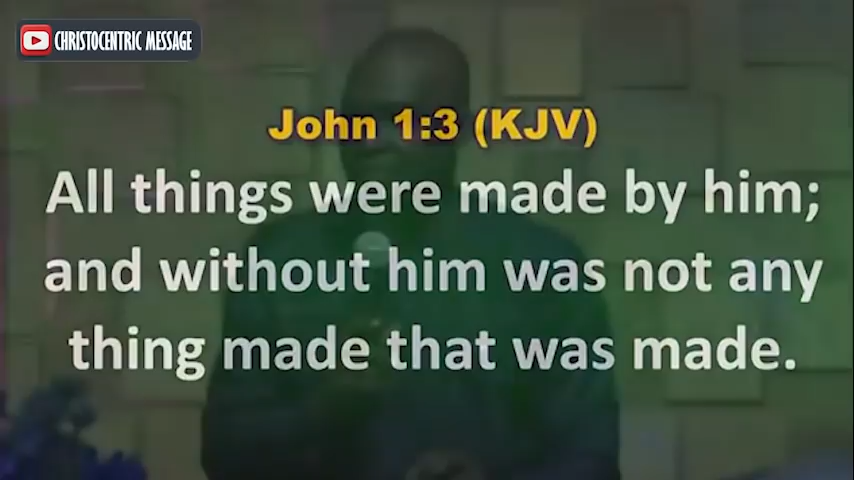 CHRISTOCENTRIC MESSAGE
John 1:3 (KJV)
All things were made by him;
and without him was not any
thing made that was made.